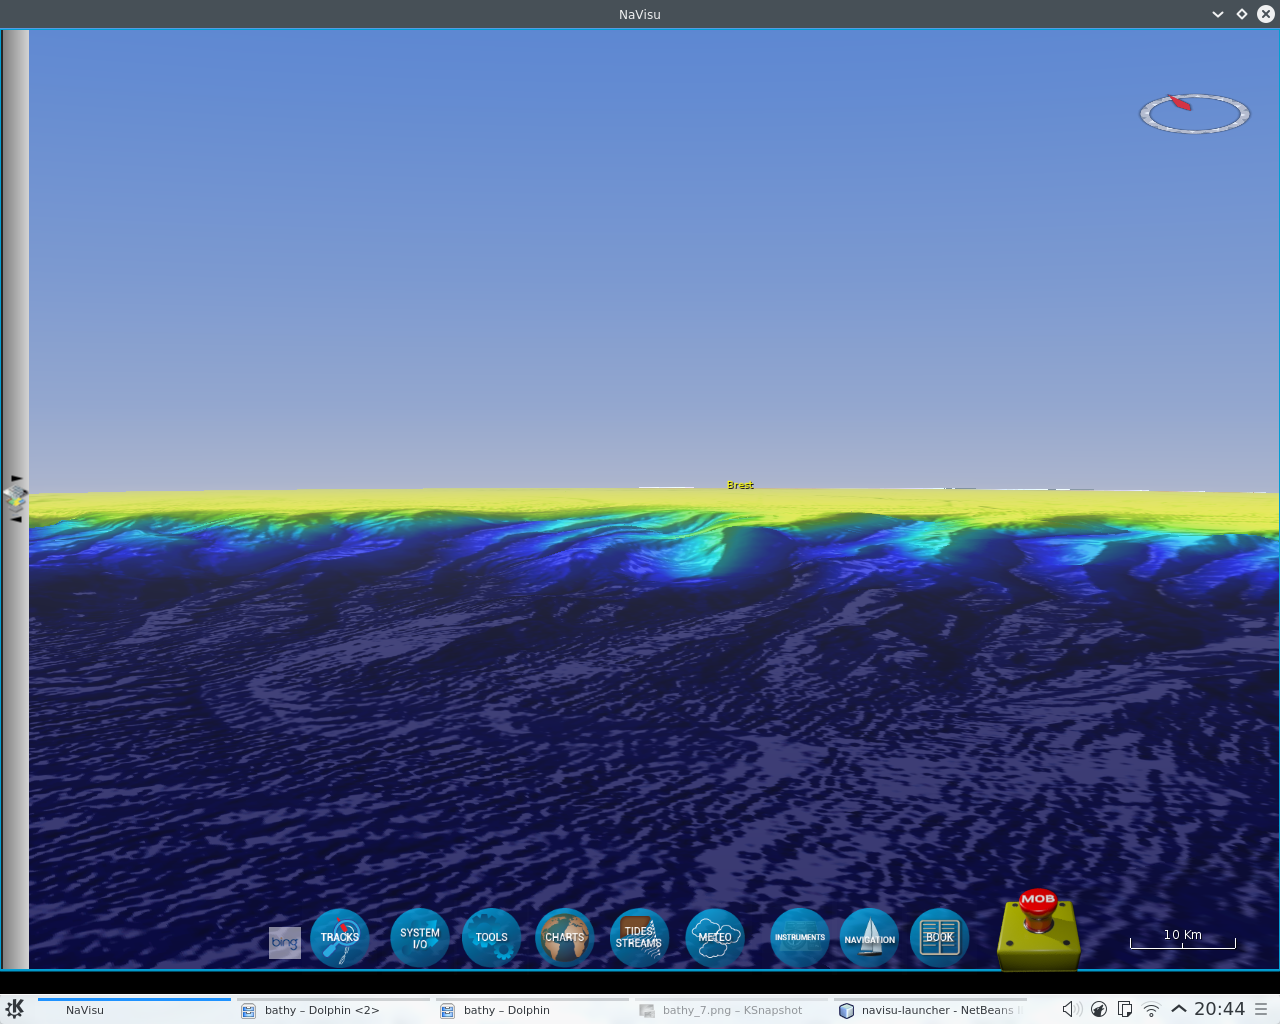 NaVisu
Brest
bing
TRACKS
SYSTEM
I/O
TOOLS
CHARTS
TIDES
STREAMS
METEO
INSTRUMENTS
NAVIGATION
BOOK
MOB
10 Km
NaVisu
bathy – Dolphin <2>
bathy – Dolphin
bathy_7.png – KSnapshot
navisu-launcher - NetBeans
20:44